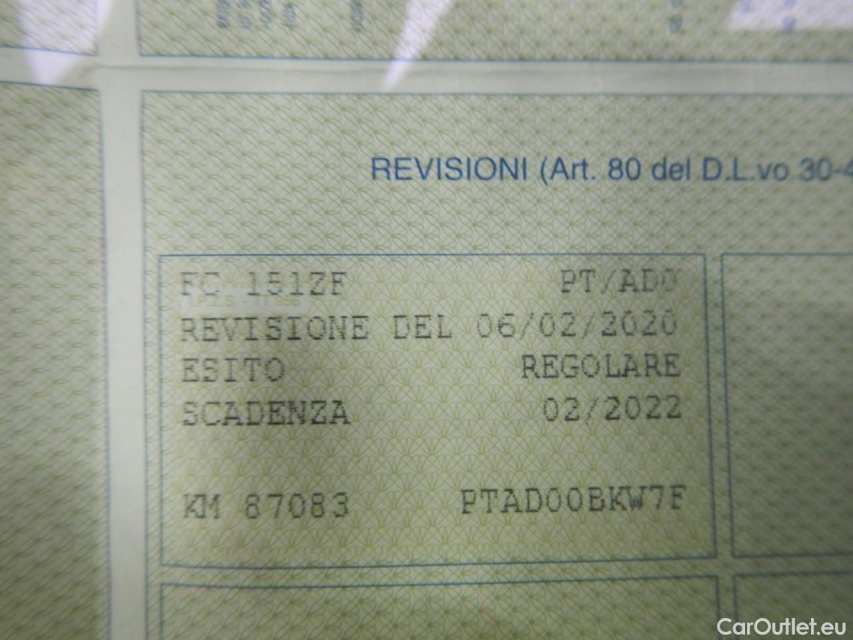 REVISIONI (Art. 80 del D.L.vo 30-4
FC 151ZF PT/AD0
REVISIONE DEL 06/02/2020
ESITO REGOLARE
SCADENZA 02/2022
KM 87083 PTAD00BKW7F
CarOutlet.eu